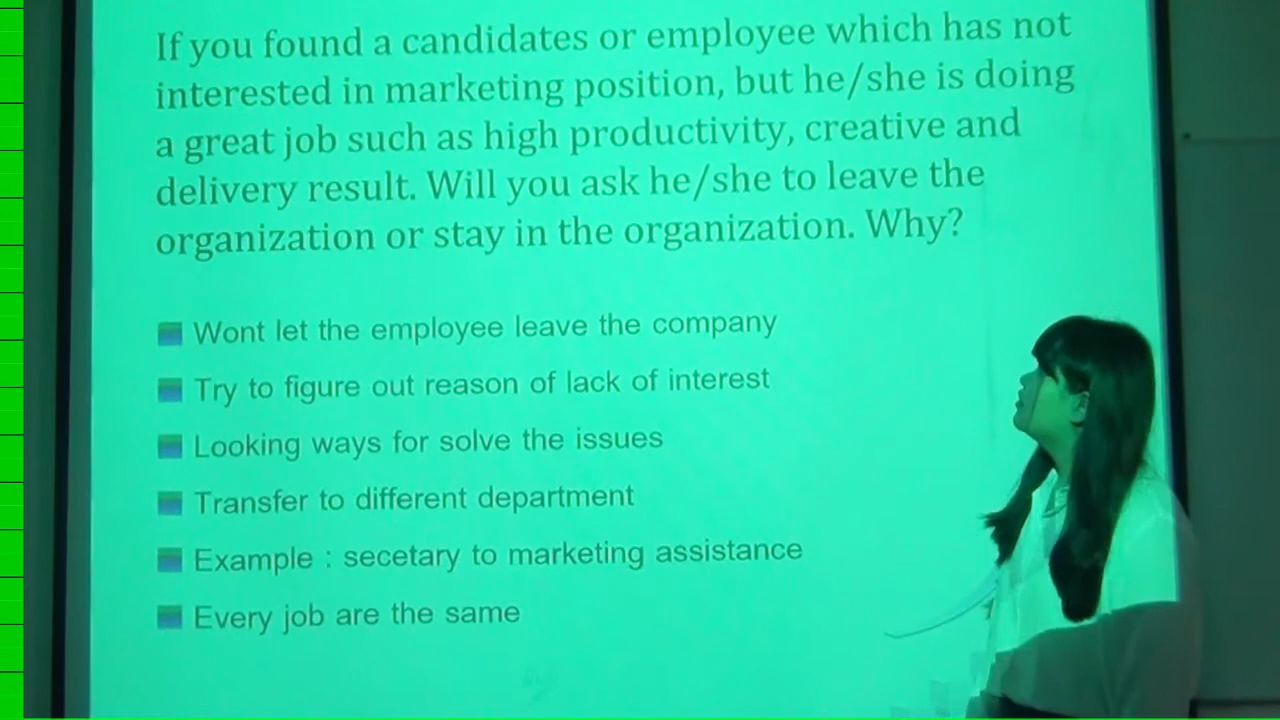 If you found a candidates or employee which has not
interested in marketing position, but he/she is doing
a great job such as high productivity, creative and
delivery result. Will you ask he/she to leave the
organization or stay in the organization. Why?
Wont let the employee leave the company
Try to figure out reason of lack of interest
Looking ways for solve the issues
Transfer to different department
Example : secetary to marketing assistance
Every job are the same